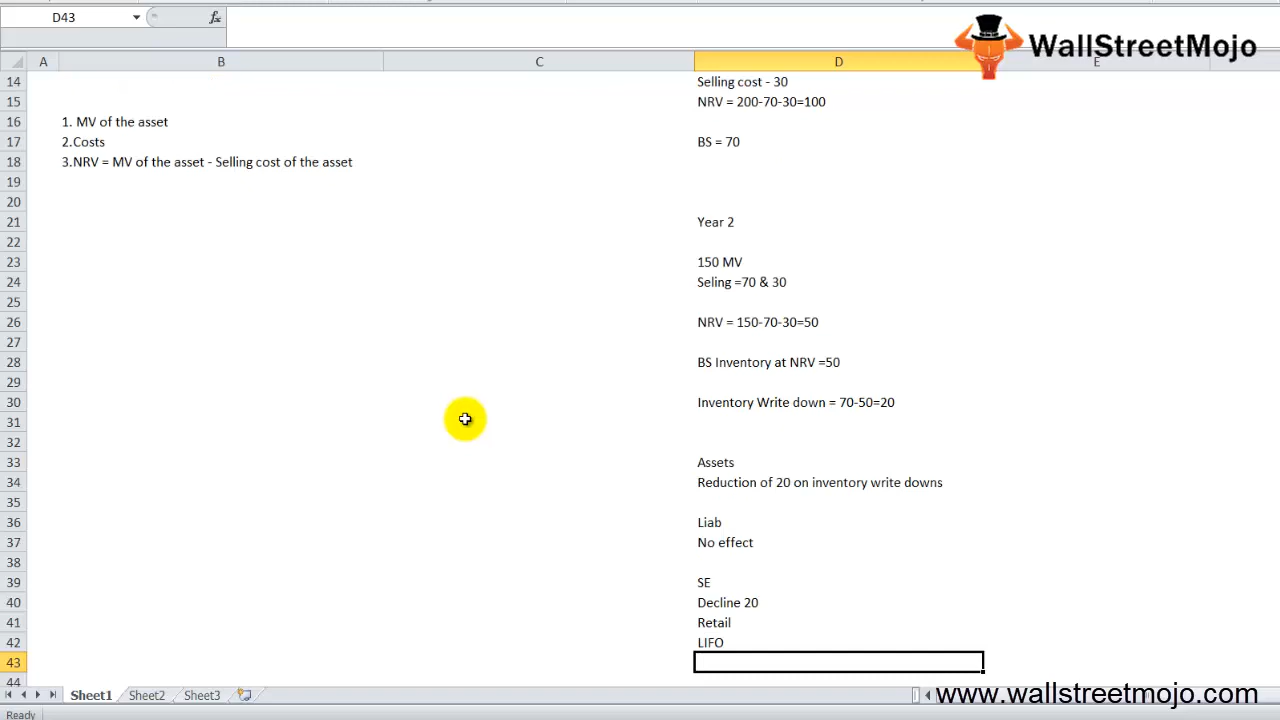 D43
fx
WallStreetMojo
A B C D E
14 Selling cost - 30
15 NRV = 200-70-30=100
16 1. MV of the asset
17 2.Costs BS = 70
18 3.NRV = MV of the asset - Selling cost of the asset
19
20
21 Year 2
22
23 150 MV
24 Seling =70 & 30
25
26 NRV = 150-70-30=50
27
28 BS Inventory at NRV =50
29
30 Inventory Write down = 70-50=20
31
32
33 Assets
34 Reduction of 20 on inventory write downs
35
36 Liab
37 No effect
38
39 SE
40 Decline 20
41 Retail
42 LIFO
43
44
Sheet1 Sheet2 Sheet3
www.wallstreetmojo.com
Ready